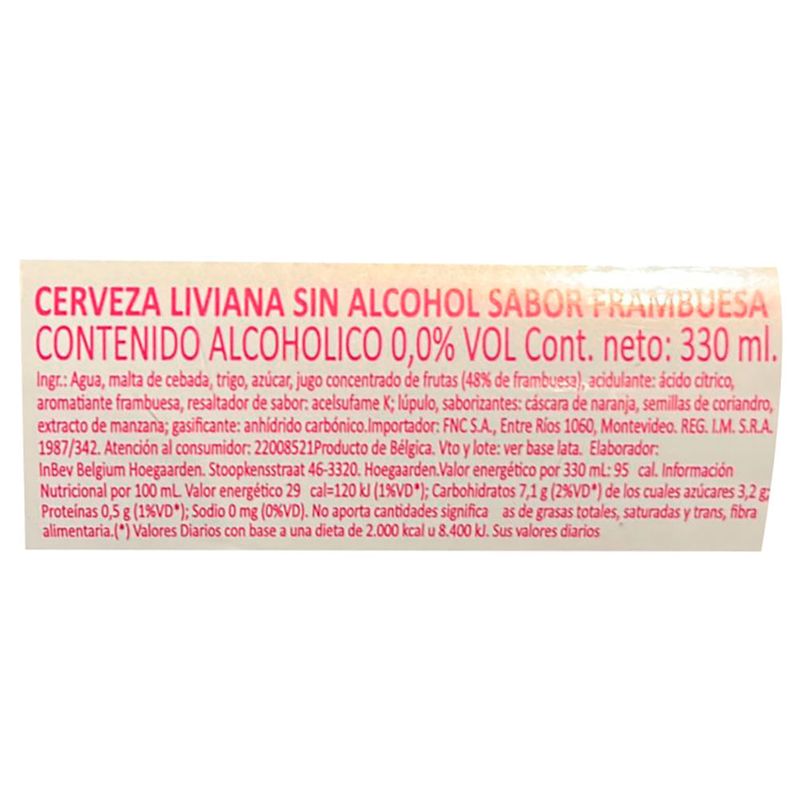 CERVEZA LIVIANA SIN ALCOHOL SABOR FRAMBUESA
CONTENIDO ALCOHOLICO 0,0% VOL Cont. neto: 330 ml.
Ingr.: Agua, malta de cebada, trigo, azúcar, jugo concentrado de frutas (48% de frambuesa), acidulante: ácido cítrico,
aromatiante frambuesa, resaltador de sabor: acelsufame K; lúpulo, saborizantes: cáscara de naranja, semillas de coriandro,
extracto de manzana; gasificante: anhídrido carbónico.Importador: FNC S.A., Entre Ríos 1060, Montevideo. REG. I.M. S.R.A.
1987/342. Atención al consumidor: 22008521Producto de Bélgica. Vto y lote: ver base lata. Elaborador:
InBev Belgium Hoegaarden. Stoopkensstraat 46-3320. Hoegaarden.Valor energético por 330 mL: 95 cal. Información
Nutricional por 100 mL. Valor energético 29 cal=120 kJ (1%VD*); Carbohidratos 7,1 g (2%VD*) de los cuales azúcares 3,2 g;
Proteínas 0,5 g (1%VD*); Sodio 0 mg (0%VD). No aporta cantidades significa as de grasas totales, saturadas y trans, fibra
alimentaria.(*) Valores Diarios con base a una dieta de 2.000 kcal u 8.400 kJ. Sus valores diarios